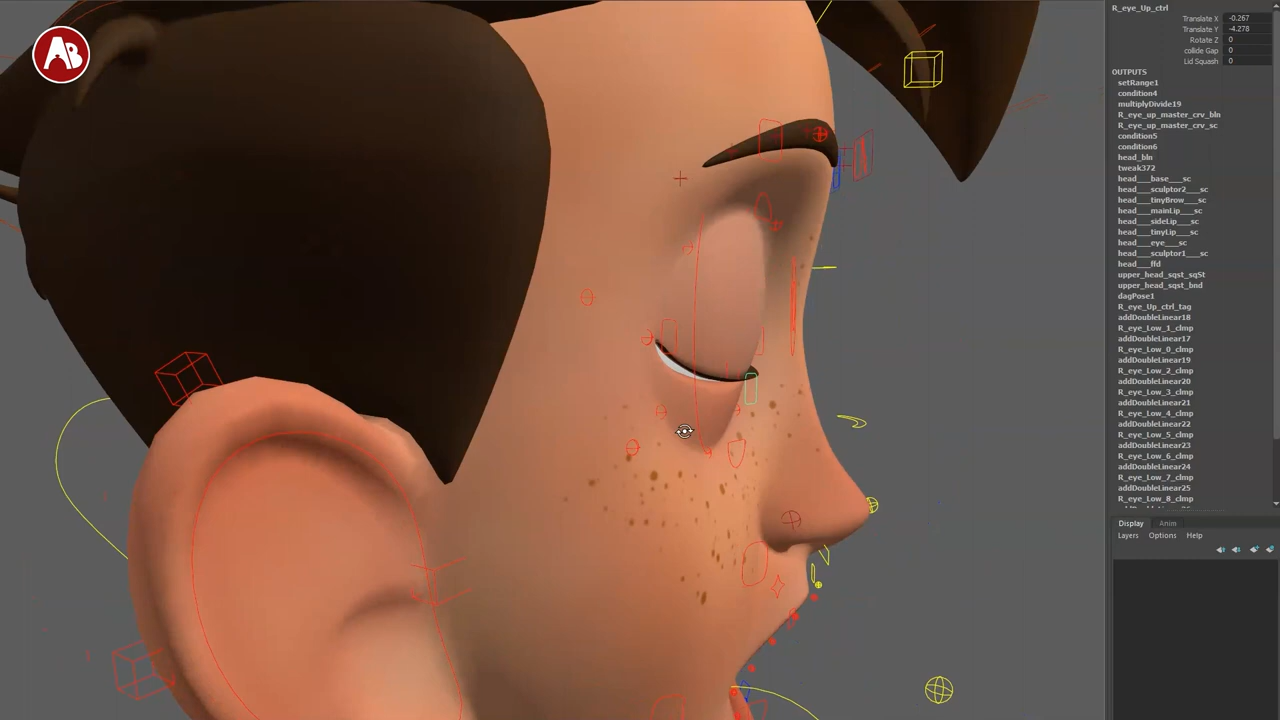 AB
R_eye_Up_ctrl
Translate X -0.267
Translate Y -4.278
Rotate Z 0
collide Gap 0
Lid Squash 0
OUTPUTS
setRange1
condition4
multiplyDivide19
R_eye_up_master_crv_bln
R_eye_up_master_crv_sc
condition5
condition6
head_bln
tweak372
head___base___sc
head___sculptor2___sc
head___tinyBrow___sc
head___mainLip___sc
head___sideLip___sc
head___tinyLip___sc
head___eye___sc
head___sculptor1___sc
head___ffd
upper_head_sqst_sqSt
upper_head_sqst_bnd
dagPose1
R_eye_Up_ctrl_tag
addDoubleLinear18
R_eye_Low_1_clmp
addDoubleLinear17
R_eye_Low_0_clmp
addDoubleLinear19
R_eye_Low_2_clmp
addDoubleLinear20
R_eye_Low_3_clmp
addDoubleLinear21
R_eye_Low_4_clmp
addDoubleLinear22
R_eye_Low_5_clmp
addDoubleLinear23
R_eye_Low_6_clmp
addDoubleLinear24
R_eye_Low_7_clmp
addDoubleLinear25
R_eye_Low_8_clmp
Display Anim
Layers Options Help